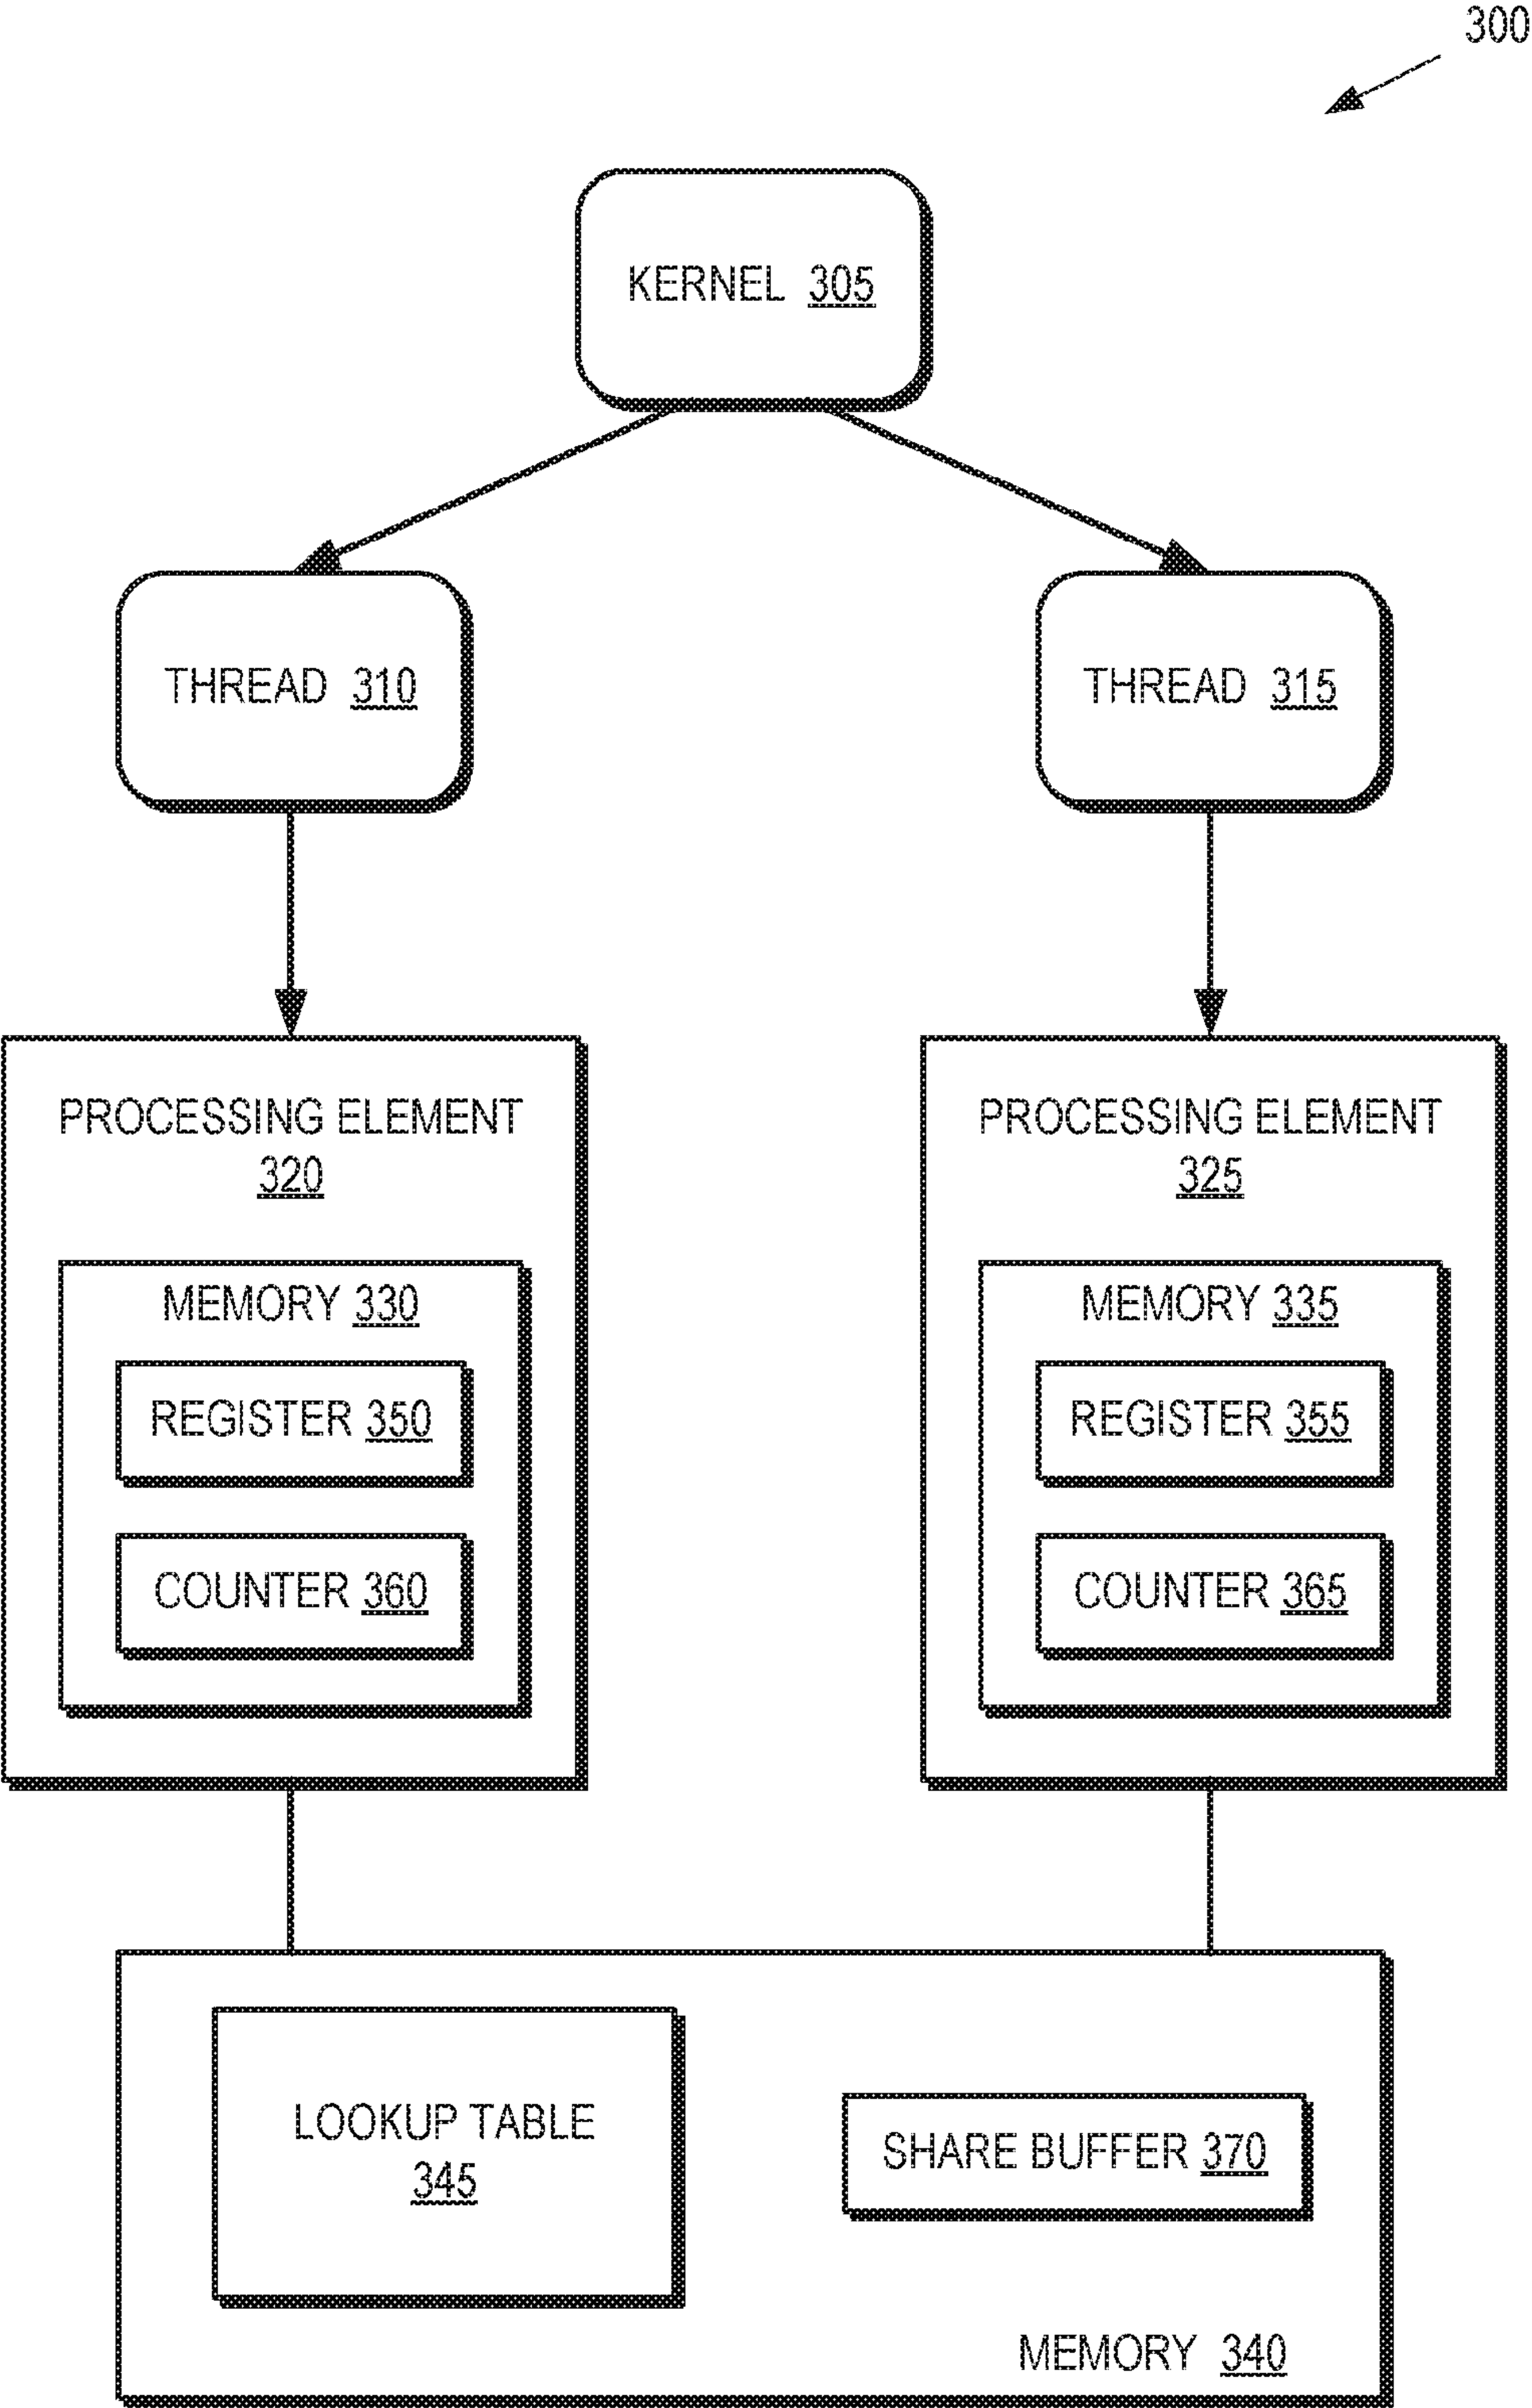 300
KERNEL 305
THREAD 310
THREAD 315
PROCESSING ELEMENT
320
MEMORY 330
REGISTER 350
COUNTER 360
PROCESSING ELEMENT
325
MEMORY 335
REGISTER 355
COUNTER 365
LOOKUP TABLE
345
SHARE BUFFER 370
MEMORY 340